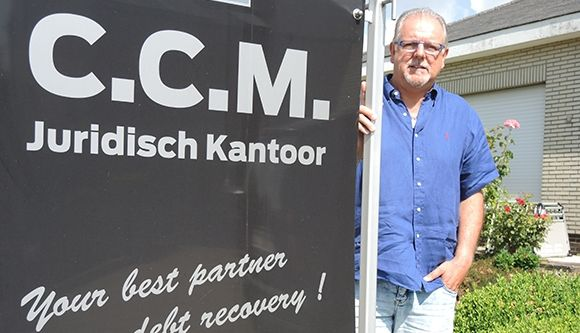 C.C.M.
Juridisch Kantoor
Your best partner
debt recovery !